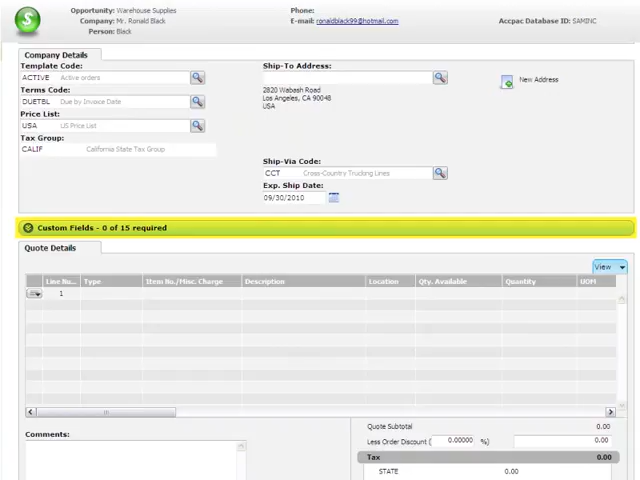 Opportunity: Warehouse Supplies
Company: Mr. Ronald Black
Person: Black
Phone:
E-mail: ronaldblack99@hotmail.com
Accpac Database ID: SAMINC
Company Details
Template Code:
ACTIVE Active orders
Terms Code:
DUETBL Due by Invoice Date
Price List:
USA US Price List
Tax Group:
CALIF California State Tax Group
Ship-To Address:
2820 Wabash Road
Los Angeles, CA 90048
USA
New Address
Ship-Via Code:
CCT Cross-Country Trucking Lines
Exp. Ship Date:
09/30/2010
Custom Fields - 0 of 15 required
Quote Details
View
Line Nu... Type Item No./Misc. Charge Description Location Qty. Available Quantity UOM
1
Comments:
Quote Subtotal 0.00
Less Order Discount ( 0.00000 %) 0.00
Tax 0.00
STATE 0.00